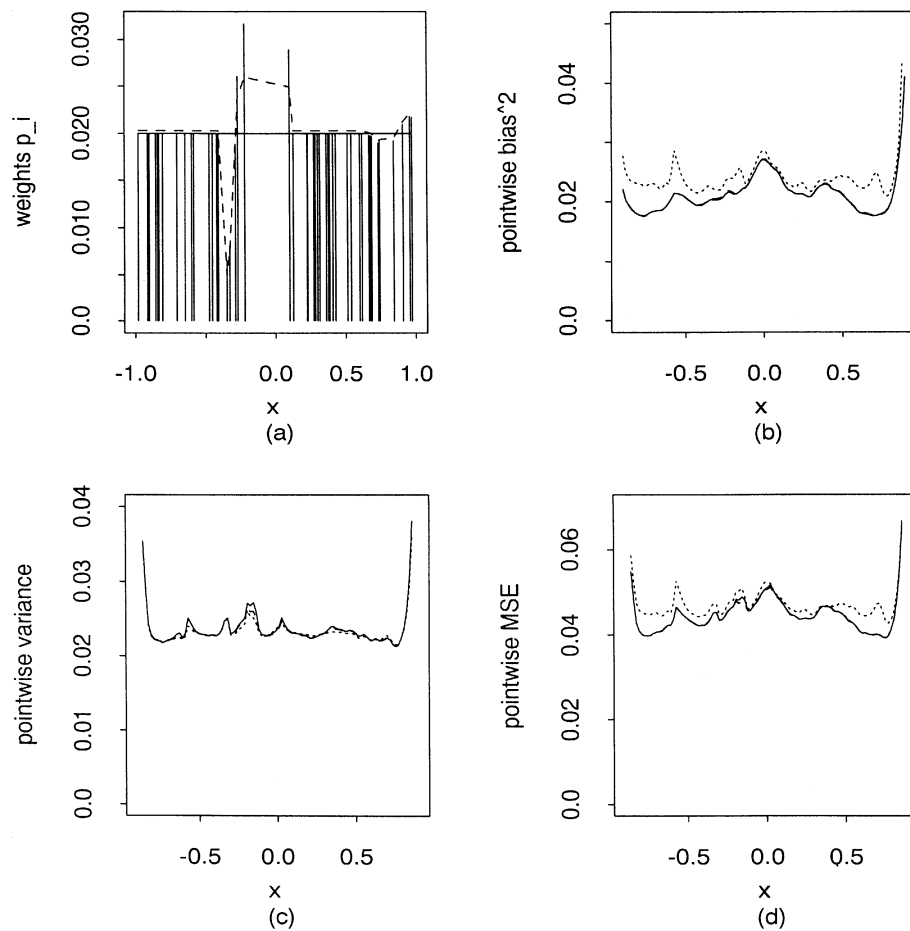 weights p_i
0.0 0.010 0.020 0.030
-1.0 0.0 0.5 1.0
x
(a)
pointwise bias^2
0.0 0.02 0.04
-0.5 0.0 0.5
x
(b)
pointwise variance
0.0 0.01 0.02 0.03 0.04
-0.5 0.0 0.5
x
(c)
pointwise MSE
0.0 0.02 0.04 0.06
-0.5 0.0 0.5
x
(d)